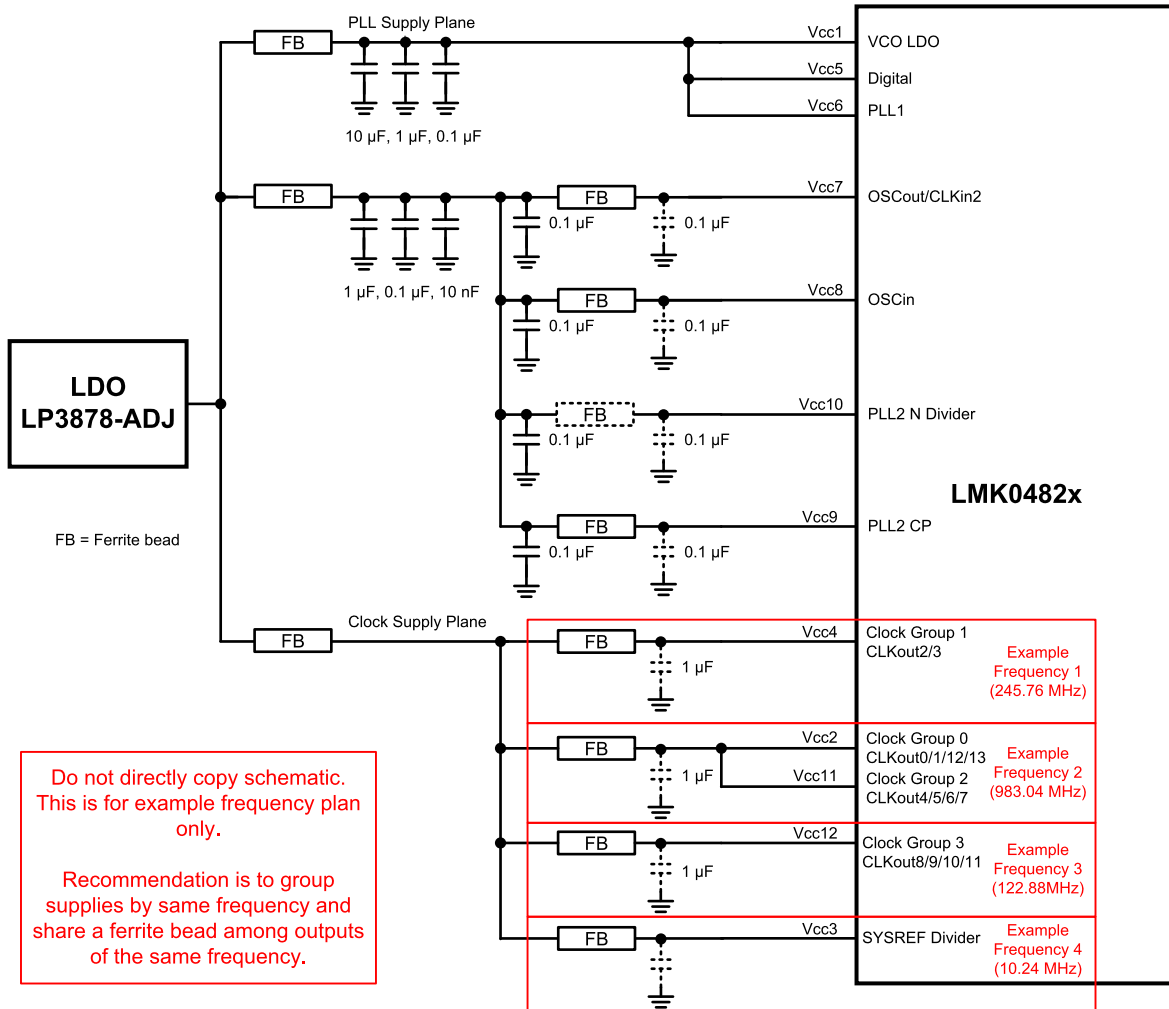 PLL Supply Plane
FB
Vcc1
VCO LDO
Vcc5
Digital
Vcc6
PLL1
10 µF, 1 µF, 0.1 µF
FB
FB
Vcc7
OSCout/CLKin2
0.1 µF
0.1 µF
1 µF, 0.1 µF, 10 nF
FB
Vcc8
OSCin
0.1 µF
0.1 µF
LDO
LP3878-ADJ
FB
Vcc10
PLL2 N Divider
0.1 µF
0.1 µF
LMK0482x
FB = Ferrite bead
FB
Vcc9
PLL2 CP
0.1 µF
0.1 µF
Clock Supply Plane
FB
FB
Vcc4
Clock Group 1
CLKout2/3
1 µF
Example
Frequency 1
(245.76 MHz)
FB
Vcc2
Clock Group 0
CLKout0/1/12/13
Vcc11
Clock Group 2
CLKout4/5/6/7
1 µF
Example
Frequency 2
(983.04 MHz)
FB
Vcc12
Clock Group 3
CLKout8/9/10/11
1 µF
Example
Frequency 3
(122.88MHz)
FB
Vcc3
SYSREF Divider
Example
Frequency 4
(10.24 MHz)
Do not directly copy schematic.
This is for example frequency plan
only.
Recommendation is to group
supplies by same frequency and
share a ferrite bead among outputs
of the same frequency.